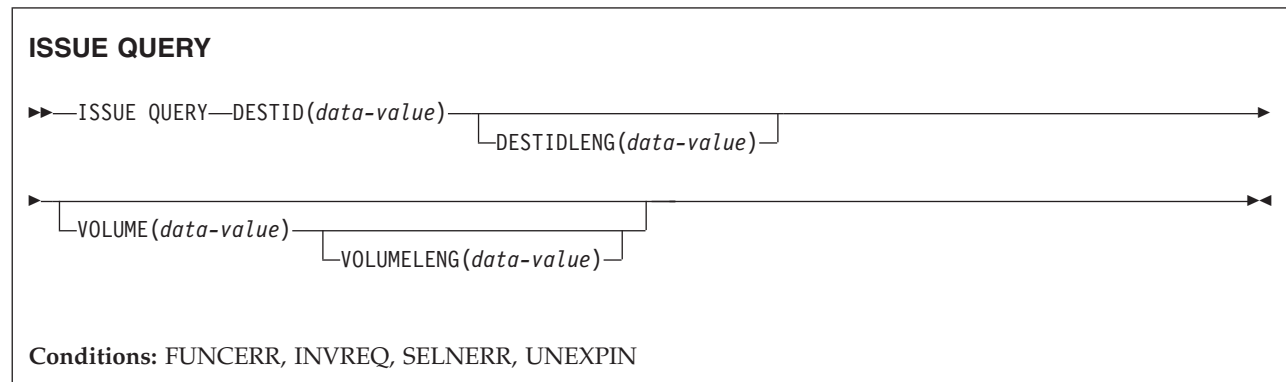 ISSUE QUERY
ISSUE QUERY DESTID(data-value)
DESTIDLENG(data-value)
VOLUME(data-value)
VOLUMELENG(data-value)
Conditions: FUNCERR, INVREQ, SELNERR, UNEXPIN